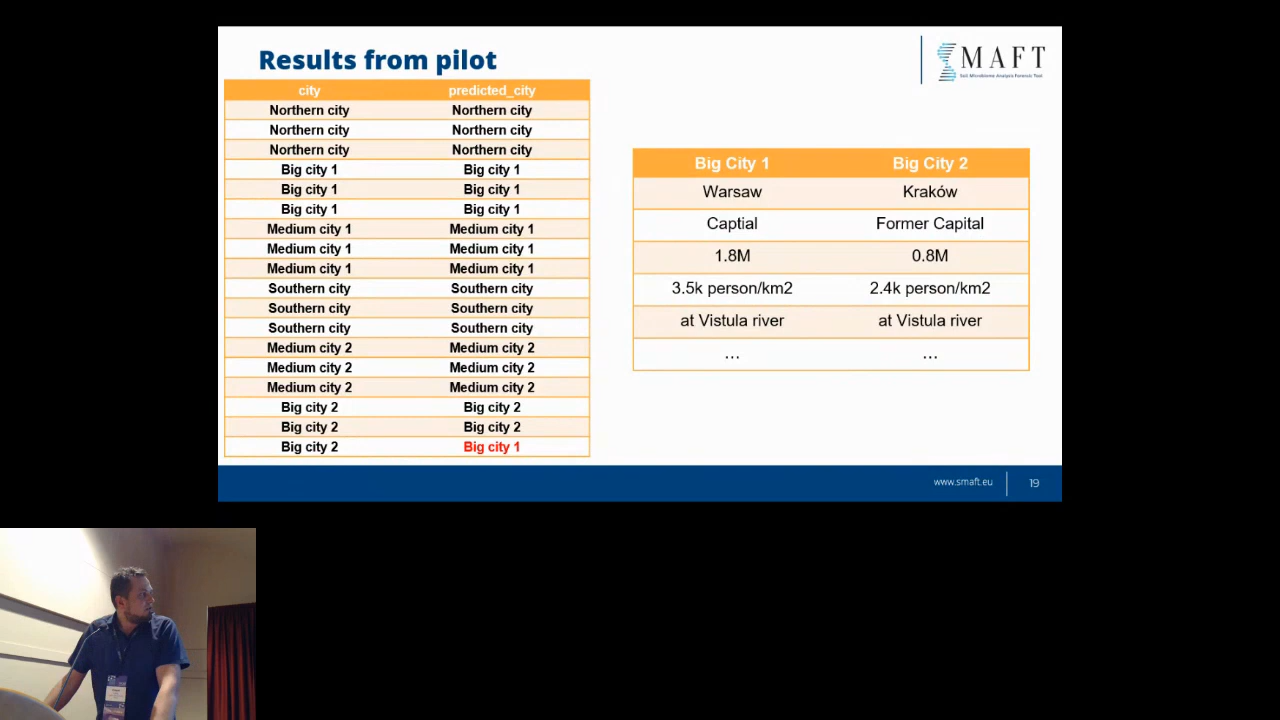 Results from pilot
SMAFT
Soil Microbiome Analysis Forensic Tool
city predicted_city
Northern city Northern city
Northern city Northern city
Northern city Northern city
Big city 1 Big city 1
Big city 1 Big city 1
Big city 1 Big city 1
Medium city 1 Medium city 1
Medium city 1 Medium city 1
Medium city 1 Medium city 1
Southern city Southern city
Southern city Southern city
Southern city Southern city
Medium city 2 Medium city 2
Medium city 2 Medium city 2
Medium city 2 Medium city 2
Big city 2 Big city 2
Big city 2 Big city 2
Big city 2 Big city 1
Big City 1 Big City 2
Warsaw Kraków
Captial Former Capital
1.8M 0.8M
3.5k person/km2 2.4k person/km2
at Vistula river at Vistula river
... ...
www.smaft.eu 19